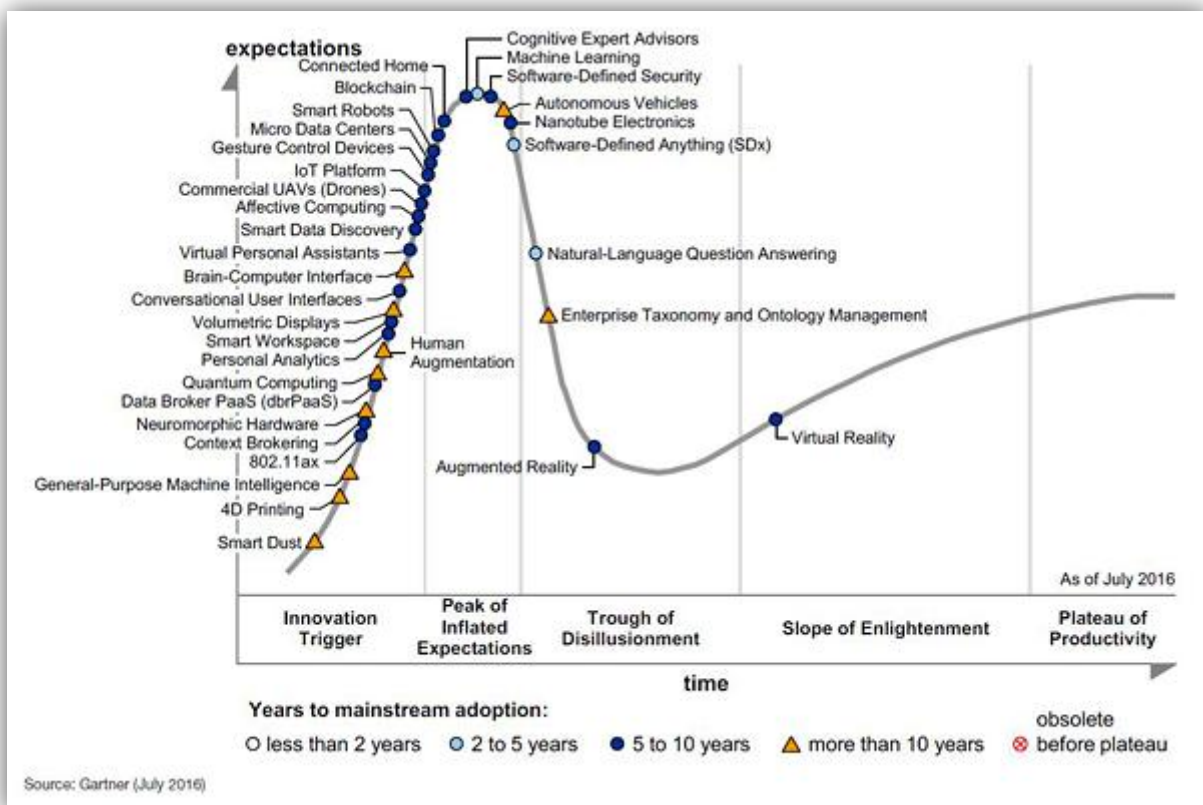 expectations
Connected Home
Blockchain
Smart Robots
Micro Data Centers
Gesture Control Devices
IoT Platform
Commercial UAVs (Drones)
Affective Computing
Smart Data Discovery
Virtual Personal Assistants
Brain-Computer Interface
Conversational User Interfaces
Volumetric Displays
Smart Workspace
Personal Analytics
Quantum Computing
Data Broker PaaS (dbrPaaS)
Neuromorphic Hardware
Context Brokering
802.11ax
General-Purpose Machine Intelligence
4D Printing
Smart Dust
Human
Augmentation
Cognitive Expert Advisors
Machine Learning
Software-Defined Security
Autonomous Vehicles
Nanotube Electronics
Software-Defined Anything (SDx)
Natural-Language Question Answering
Enterprise Taxonomy and Ontology Management
Augmented Reality
Virtual Reality
As of July 2016
Innovation
Trigger
Peak of
Inflated
Expectations
Trough of
Disillusionment
Slope of Enlightenment
Plateau of
Productivity
time
Years to mainstream adoption:
less than 2 years
2 to 5 years
5 to 10 years
more than 10 years
obsolete
before plateau
Source: Gartner (July 2016)